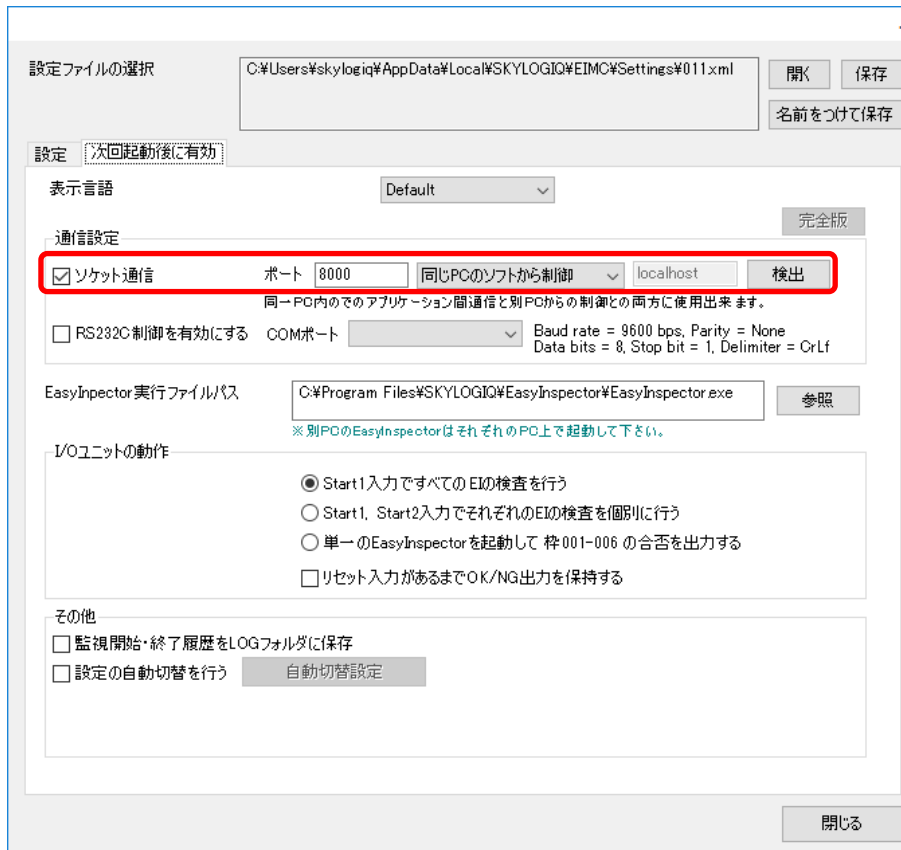 設定ファイルの選択
C:¥Users¥skylogiq¥AppData¥Local¥SKYLOGIQ¥EIMC¥Settings¥011.xml
開く
保存
名前をつけて保存
設定
次回起動後に有効
表示言語
Default
完全版
通信設定
ソケット通信
ポート
8000
同じPCのソフトから制御
localhost
検出
同一PC内でのでのアプリケーション間通信と別PCからの制御との両方に使用出来ます。
RS232C制御を有効にする
COMポート
Baud rate = 9600 bps, Parity = None
Data bits = 8, Stop bit = 1, Delimiter = CrLf
EasyInpector実行ファイルパス
C:¥Program Files¥SKYLOGIQ¥EasyInspector¥EasyInspector.exe
参照
※別PCのEasyInspectorはそれぞれのPC上で起動して下さい。
I/Oユニットの動作
Start1入力ですべてのEIの検査を行う
Start1, Start2入力でそれぞれのEIの検査を個別に行う
単一のEasyInspectorを起動して 枠001-006 の合否を出力する
リセット入力があるまでOK/NG出力を保持する
その他
監視開始・終了履歴をLOGフォルダに保存
設定の自動切替を行う
自動切替設定
閉じる